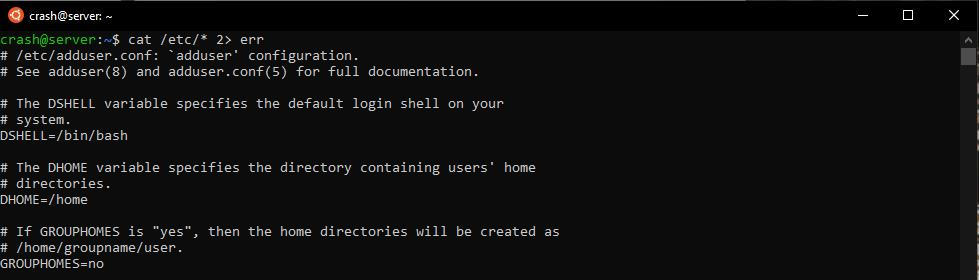 crash@server: ~
crash@server:~$ cat /etc/* 2> err
# /etc/adduser.conf: `adduser' configuration.
# See adduser(8) and adduser.conf(5) for full documentation.
# The DSHELL variable specifies the default login shell on your
# system.
DSHELL=/bin/bash
# The DHOME variable specifies the directory containing users' home
# directories.
DHOME=/home
# If GROUPHOMES is "yes", then the home directories will be created as
# /home/groupname/user.
GROUPHOMES=no